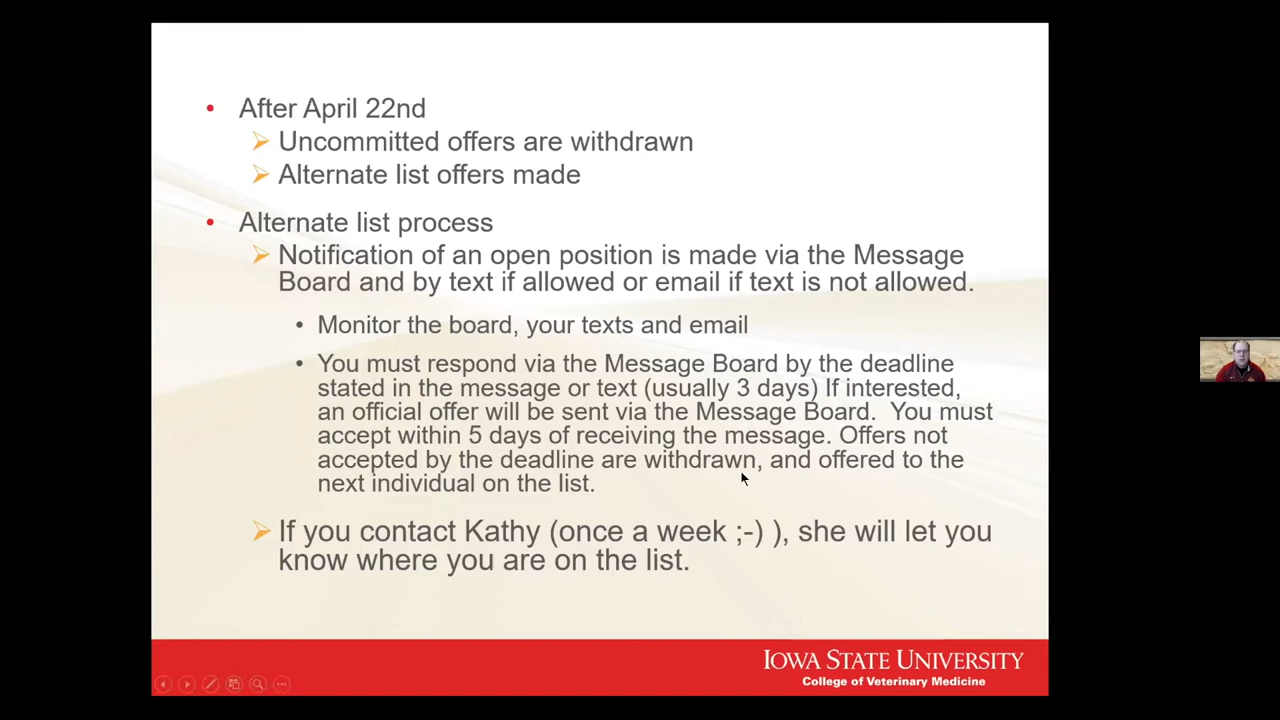 After April 22nd
Uncommitted offers are withdrawn
Alternate list offers made
Alternate list process
Notification of an open position is made via the Message
Board and by text if allowed or email if text is not allowed.
Monitor the board, your texts and email
You must respond via the Message Board by the deadline
stated in the message or text (usually 3 days) If interested,
an official offer will be sent via the Message Board.  You must
accept within 5 days of receiving the message. Offers not
accepted by the deadline are withdrawn, and offered to the
next individual on the list.
If you contact Kathy (once a week ;-) ), she will let you
know where you are on the list.
IOWA STATE UNIVERSITY
College of Veterinary Medicine